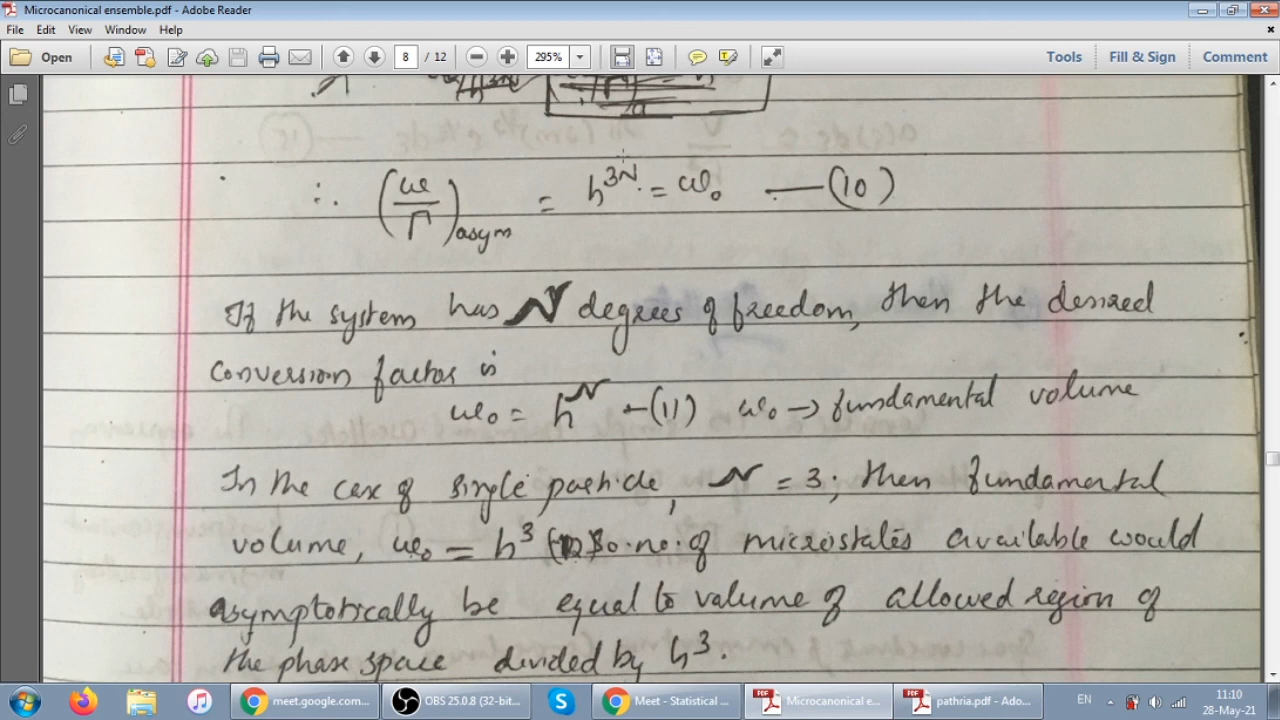 Microcanonical ensemble.pdf - Adobe Reader
File Edit View Window Help
Open 8 / 12 295% Tools Fill & Sign Comment
∴ (ω/Γ)asym = h^3N = ω₀ —(10)
If the system has N degrees of freedom, then the desired
conversion factor is
ω₀ = h^N —(11) ω₀ → fundamental volume
In the case of single particle, N = 3; then fundamental
volume, ω₀ = h³ (12) So. no. of microstates available would
asymptotically be equal to volume of allowed region of
the phase space divided by h³.
meet.google.com... OBS 25.0.8 (32-bit... Meet - Statistical ... Microcanonical e... pathria.pdf - Ado... EN 11:10
28-May-21